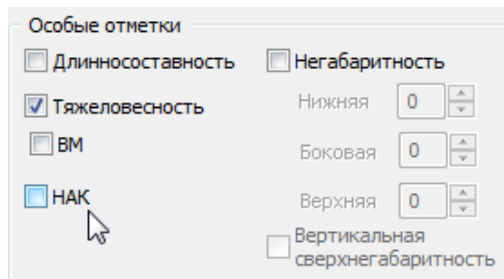 Особые отметки
Длинносоставность
Негабаритность
Тяжеловесность
Нижняя 0
ВМ
Боковая 0
НАК
Верхняя 0
Вертикальная
сверхнегабаритность